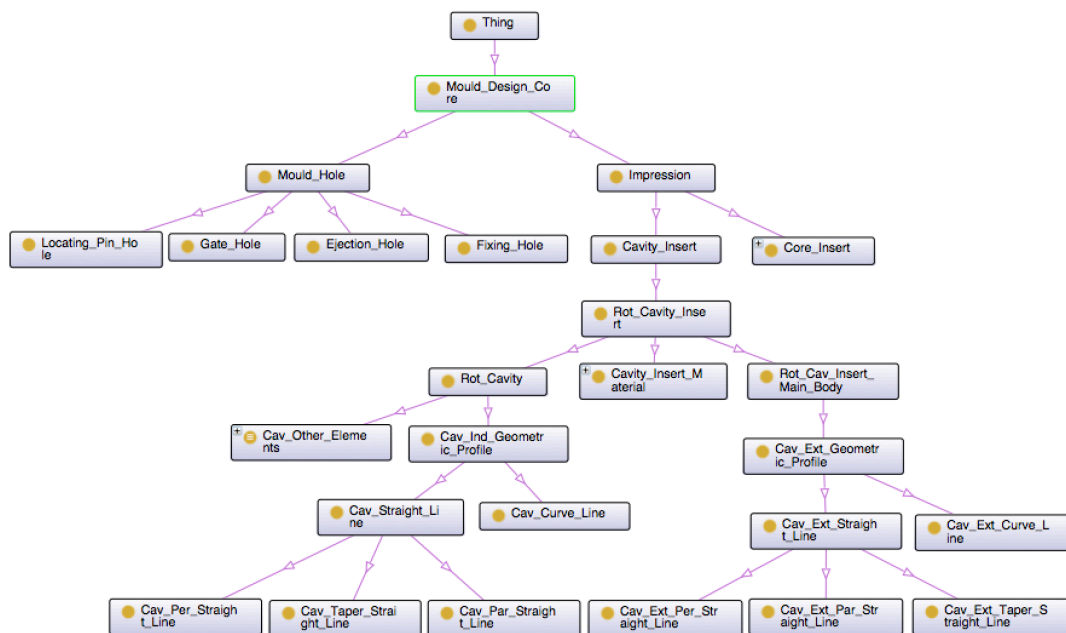 Thing
Mould_Design_Co
re
Mould_Hole
Impression
Locating_Pin_Ho
le
Gate_Hole
Ejection_Hole
Fixing_Hole
Cavity_Insert
Core_Insert
Rot_Cavity_Inse
rt
Rot_Cavity
Cavity_Insert_M
aterial
Rot_Cav_Insert_
Main_Body
Cav_Other_Eleme
nts
Cav_Ind_Geometr
ic_Profile
Cav_Ext_Geometr
ic_Profile
Cav_Straight_Li
ne
Cav_Curve_Line
Cav_Ext_Straigh
t_Line
Cav_Ext_Curve_L
ine
Cav_Per_Straigh
t_Line
Cav_Taper_Strai
ght_Line
Cav_Par_Straigh
t_Line
Cav_Ext_Per_Str
aight_Line
Cav_Ext_Par_Str
aight_Line
Cav_Ext_Taper_S
traight_Line